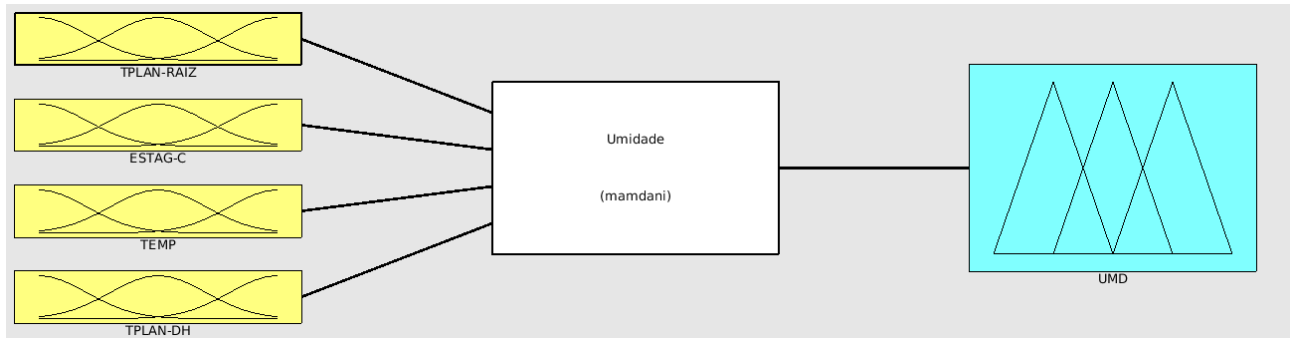 TPLAN-RAIZ
ESTAG-C
TEMP
TPLAN-DH
Umidade
(mamdani)
UMD